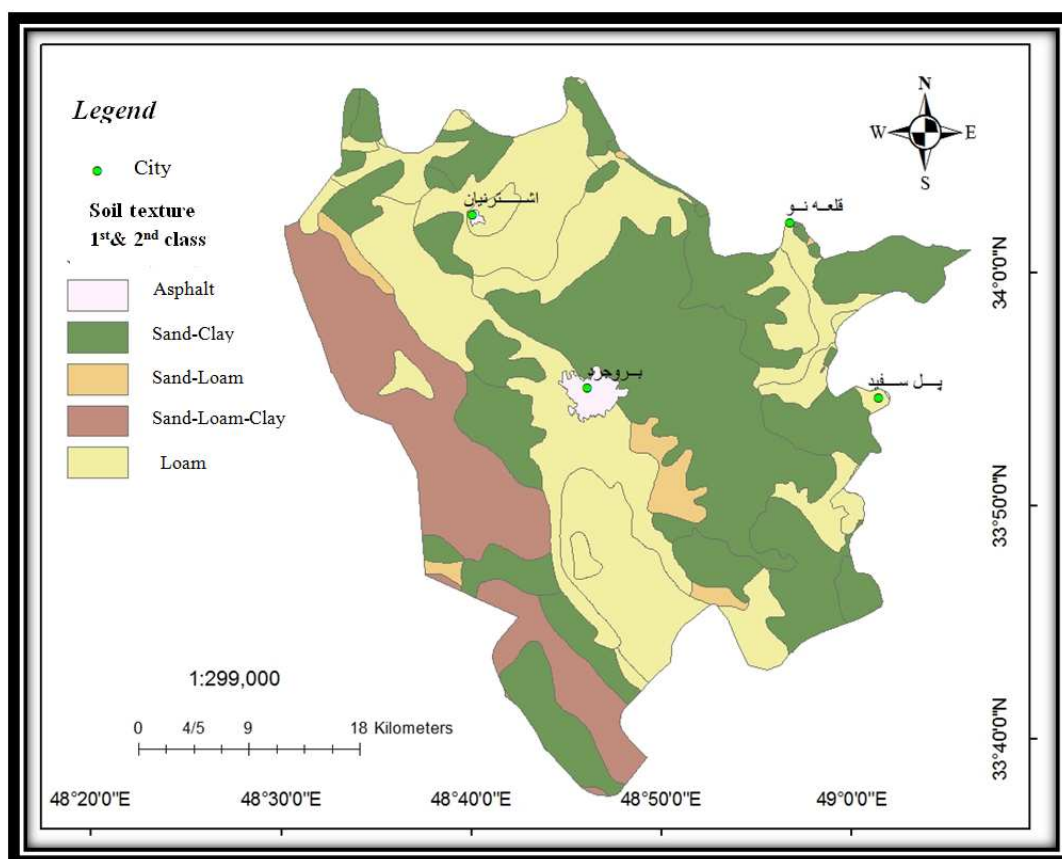 Legend
City
Soil texture
1st & 2nd class
Asphalt
Sand-Clay
Sand-Loam
Sand-Loam-Clay
Loam
N
W
E
S
اشترنیان
قلعه نو
بروجرد
پل سفید
34°0'0"N
33°50'0"N
33°40'0"N
1:299,000
0 4/5 9 18 Kilometers
48°20'0"E 48°30'0"E 48°40'0"E 48°50'0"E 49°0'0"E